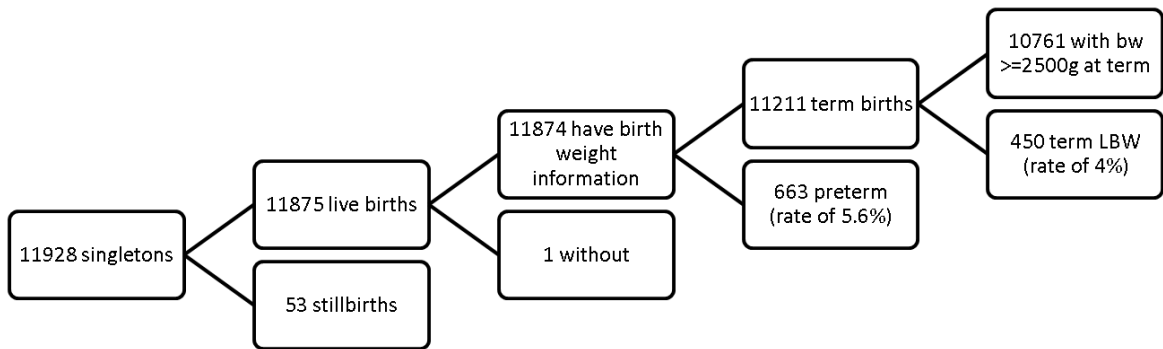 11928 singletons
11875 live births
53 stillbirths
11874 have birth
weight
information
1 without
11211 term births
663 preterm
(rate of 5.6%)
10761 with bw
>=2500g at term
450 term LBW
(rate of 4%)